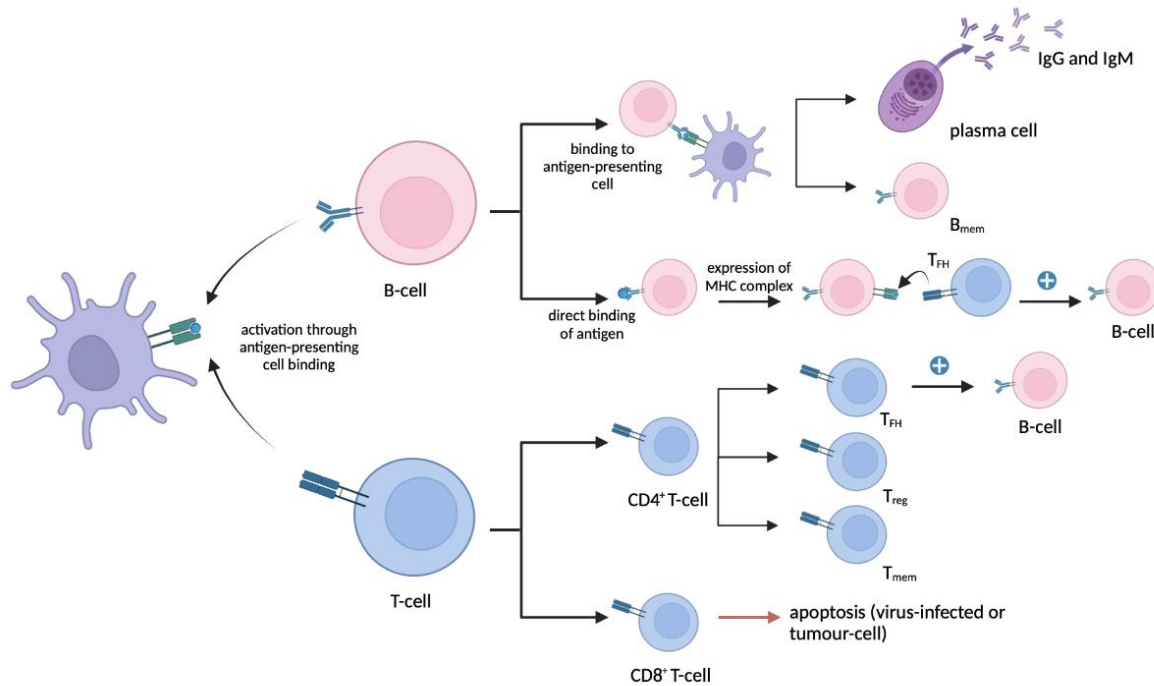 IgG and IgM
plasma cell
binding to
antigen-presenting
cell
Bmem
B-cell
activation through
antigen-presenting
cell binding
direct binding
of antigen
expression of
MHC complex
TFH
B-cell
TFH
B-cell
CD4⁺ T-cell
Treg
Tmem
T-cell
CD8⁺ T-cell
apoptosis (virus-infected or
tumour-cell)